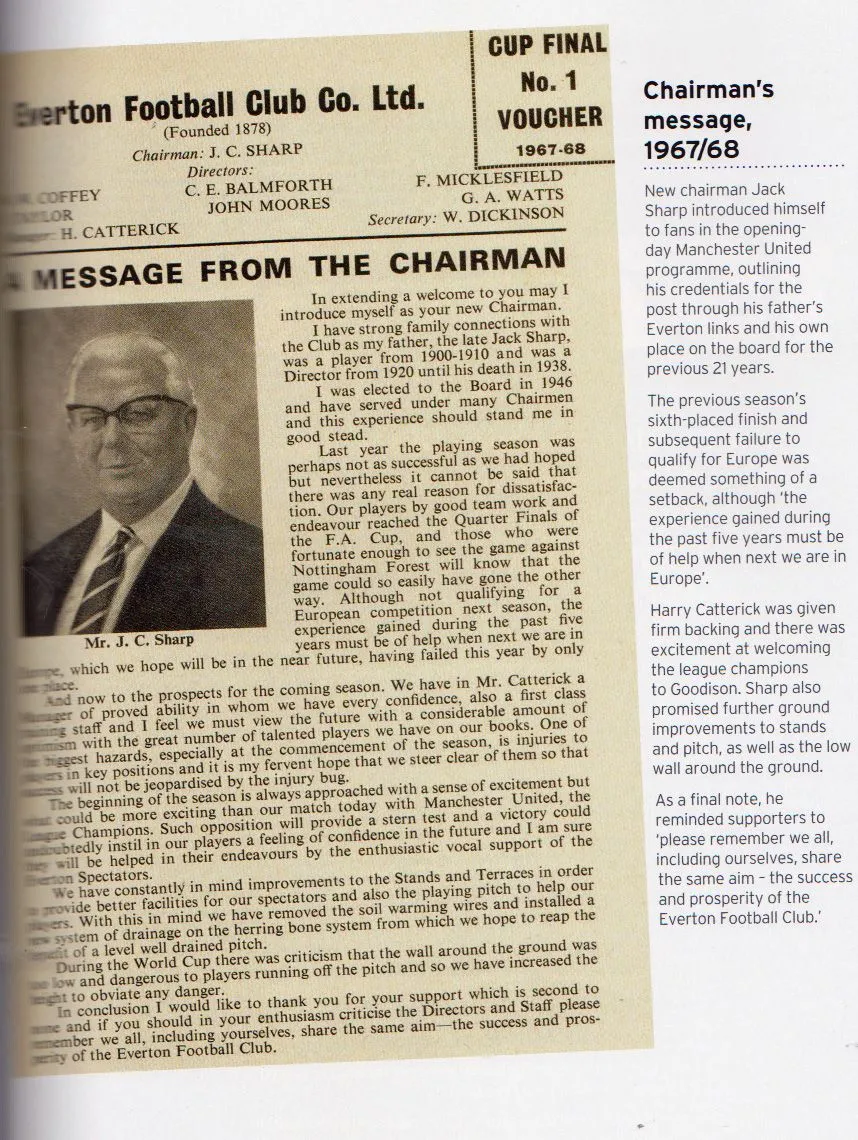 CUP FINAL
No. 1
VOUCHER
1967-68
Everton Football Club Co. Ltd.
(Founded 1878)
Chairman: J. C. SHARP
Directors:
COFFEY
C. E. BALMFORTH
F. MICKLESFIELD
JOHN MOORES
G. A. WATTS
H. CATTERICK
Secretary: W. DICKINSON
MESSAGE FROM THE CHAIRMAN
In extending a welcome to you may I
introduce myself as your new Chairman.
I have strong family connections with
the Club as my father, the late Jack Sharp,
was a player from 1900-1910 and was a
Director from 1920 until his death in 1938.
I was elected to the Board in 1946
and have served under many Chairmen
and this experience should stand me in
good stead.
Last year the playing season was
perhaps not as successful as we had hoped
but nevertheless it cannot be said that
there was any real reason for dissatisfac-
tion. Our players by good team work and
endeavour reached the Quarter Finals of
the F.A. Cup, and those who were
fortunate enough to see the game against
Nottingham Forest will know that the
game could so easily have gone the other
way. Although not qualifying for a
European competition next season, the
experience gained during the past five
years must be of help when next we are in
Mr. J. C. Sharp
which we hope will be in the near future, having failed this year by only
place.
And now to the prospects for the coming season. We have in Mr. Catterick a
Manager of proved ability in whom we have every confidence, also a first class
staff and I feel we must view the future with a considerable amount of
with the great number of talented players we have on our books. One of
biggest hazards, especially at the commencement of the season, is injuries to
in key positions and it is my fervent hope that we steer clear of them so that
will not be jeopardised by the injury bug.
The beginning of the season is always approached with a sense of excitement but
could be more exciting than our match today with Manchester United, the
Champions. Such opposition will provide a stern test and a victory could
undoubtedly instil in our players a feeling of confidence in the future and I am sure
will be helped in their endeavours by the enthusiastic vocal support of the
Everton Spectators.
We have constantly in mind improvements to the Stands and Terraces in order
provide better facilities for our spectators and also the playing pitch to help our
With this in mind we have removed the soil warming wires and installed a
system of drainage on the herring bone system from which we hope to reap the
of a level well drained pitch.
During the World Cup there was criticism that the wall around the ground was
low and dangerous to players running off the pitch and so we have increased the
to obviate any danger.
In conclusion I would like to thank you for your support which is second to
and if you should in your enthusiasm criticise the Directors and Staff please
remember we all, including yourselves, share the same aim—the success and pros-
of the Everton Football Club.
Chairman's
message,
1967/68
New chairman Jack
Sharp introduced himself
to fans in the opening-
day Manchester United
programme, outlining
his credentials for the
post through his father's
Everton links and his own
place on the board for the
previous 21 years.
The previous season's
sixth-placed finish and
subsequent failure to
qualify for Europe was
deemed something of a
setback, although 'the
experience gained during
the past five years must be
of help when next we are in
Europe'.
Harry Catterick was given
firm backing and there was
excitement at welcoming
the league champions
to Goodison. Sharp also
promised further ground
improvements to stands
and pitch, as well as the low
wall around the ground.
As a final note, he
reminded supporters to
'please remember we all,
including ourselves, share
the same aim – the success
and prosperity of the
Everton Football Club.'